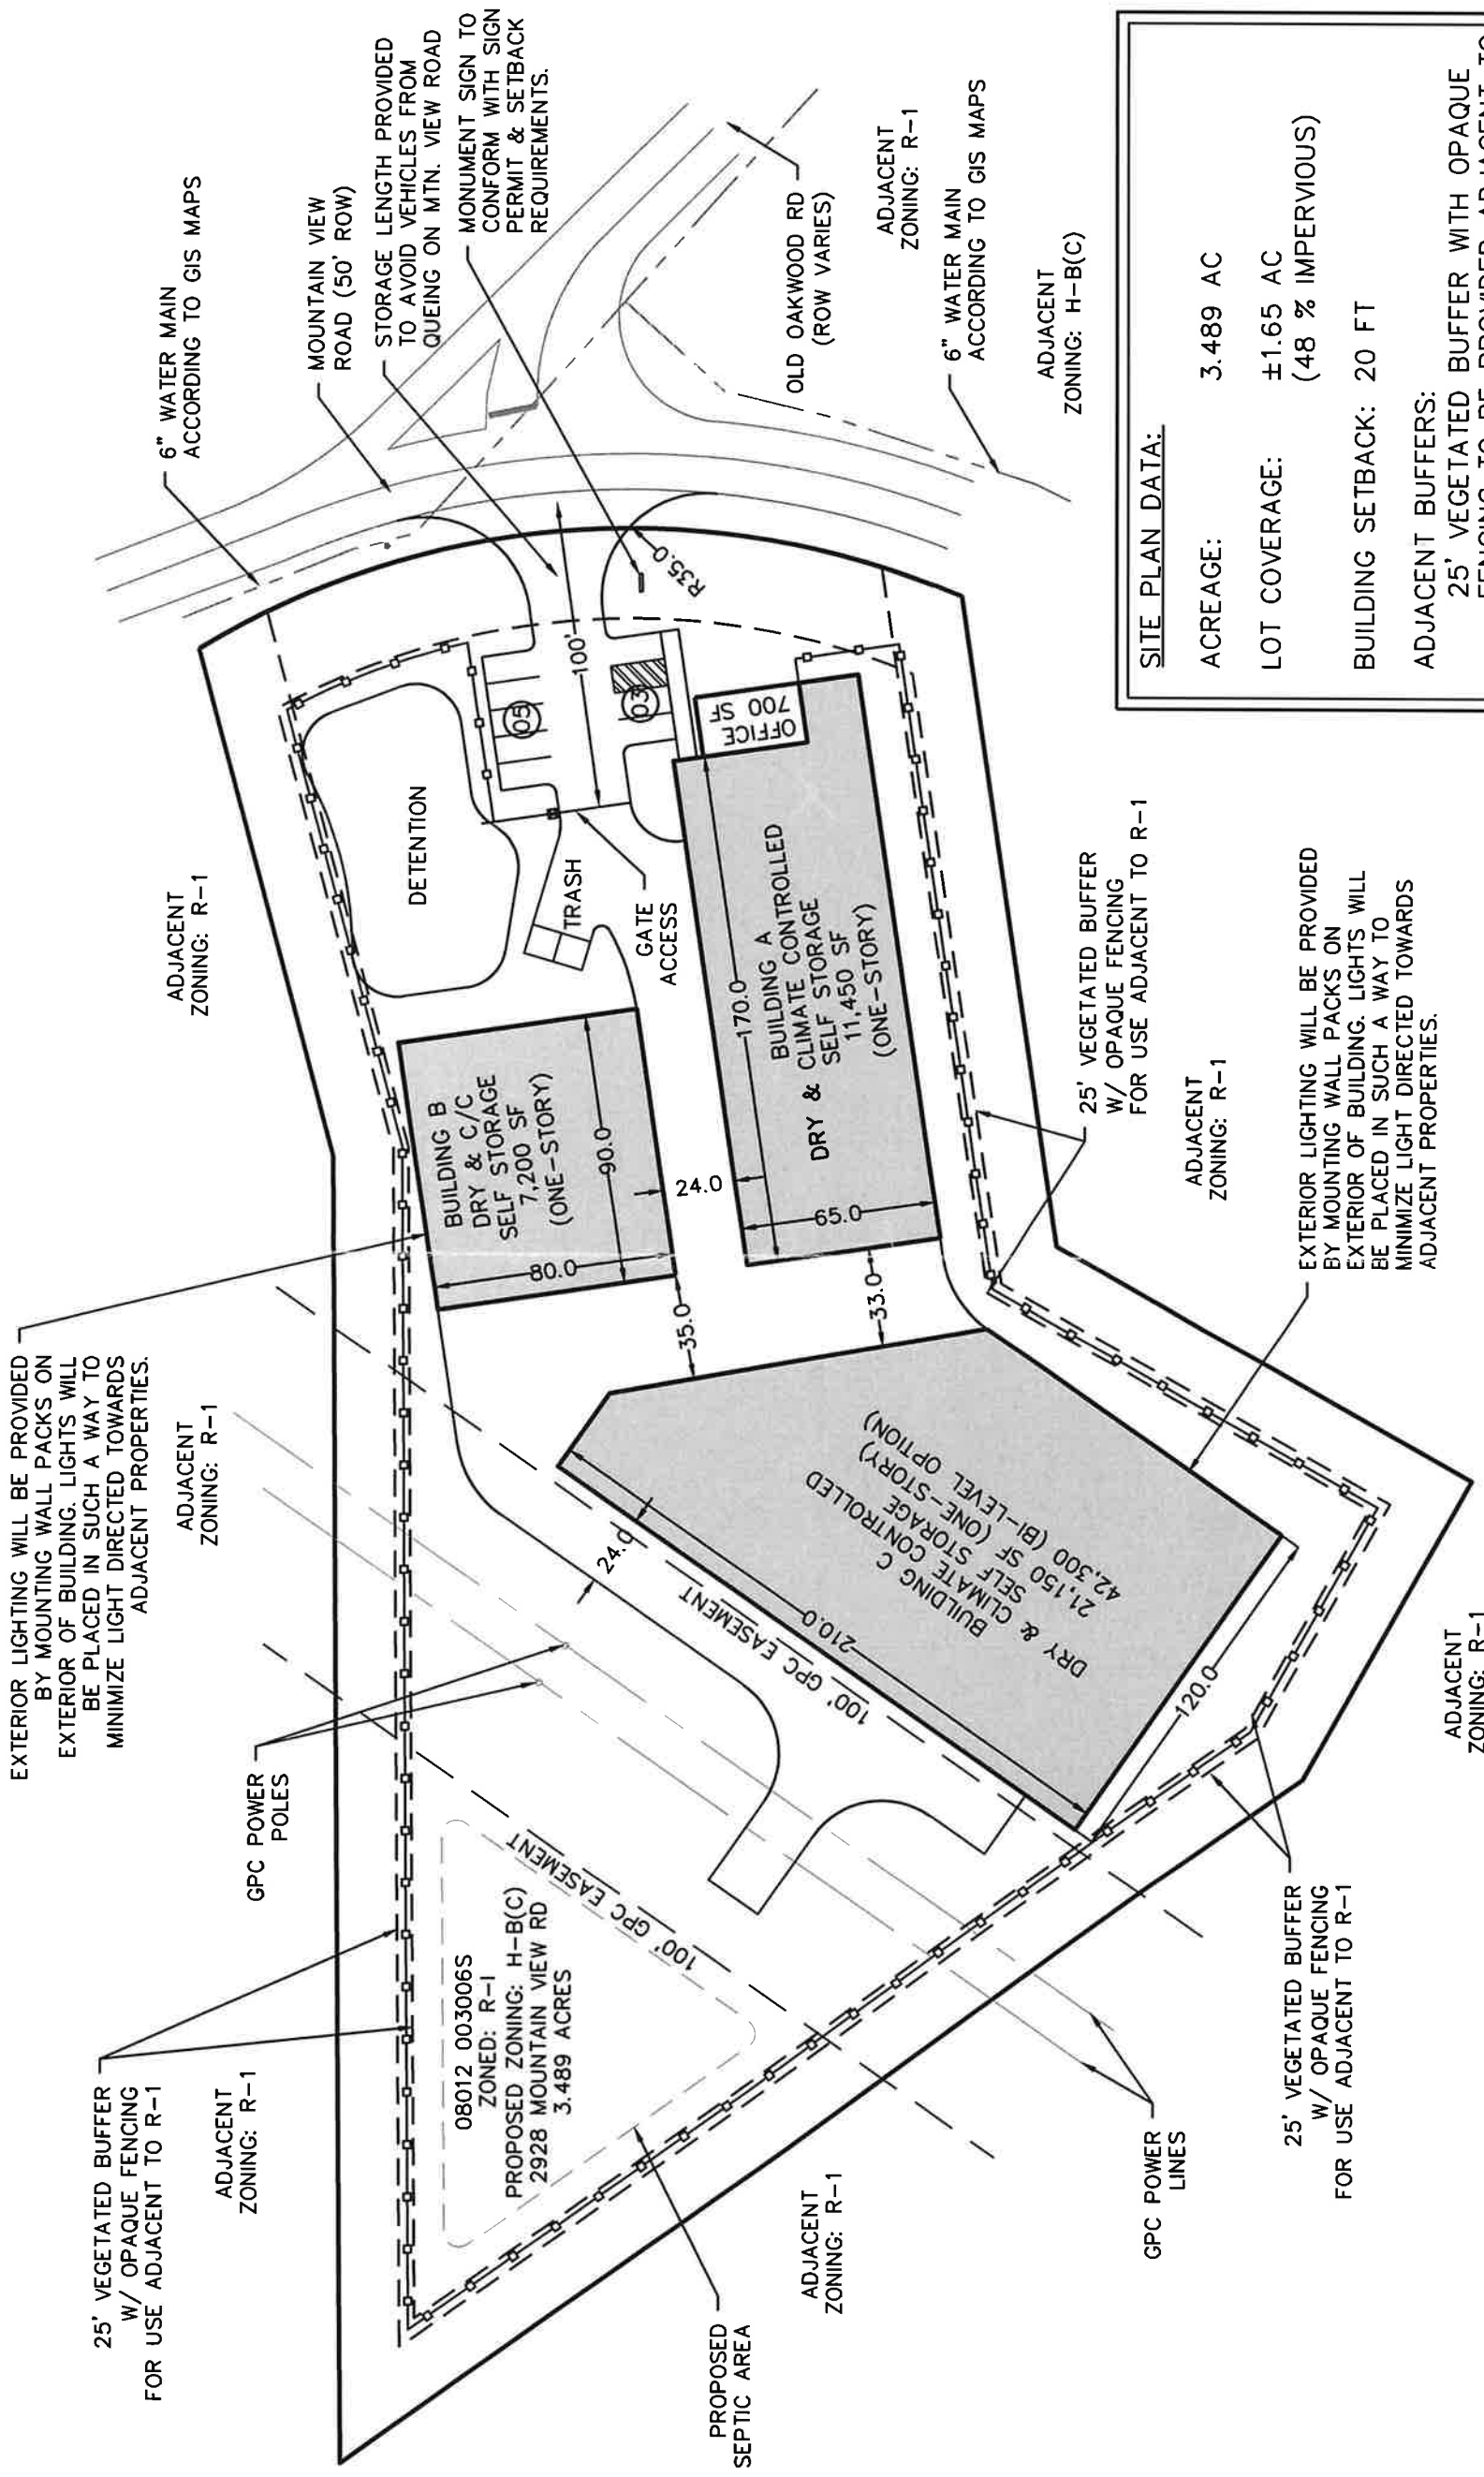 EXTERIOR LIGHTING WILL BE PROVIDED
BY MOUNTING WALL PACKS ON
EXTERIOR OF BUILDING. LIGHTS WILL
BE PLACED IN SUCH A WAY TO
MINIMIZE LIGHT DIRECTED TOWARDS
ADJACENT PROPERTIES.
25' VEGETATED BUFFER
W/ OPAQUE FENCING
FOR USE ADJACENT TO R-1
ADJACENT
ZONING: R-1
GPC POWER
POLES
ADJACENT
ZONING: R-1
ADJACENT
ZONING: R-1
6" WATER MAIN
ACCORDING TO GIS MAPS
MOUNTAIN VIEW
ROAD (50' ROW)
STORAGE LENGTH PROVIDED
TO AVOID VEHICLES FROM
QUEING ON MTN. VIEW ROAD
MONUMENT SIGN TO
CONFORM WITH SIGN
PERMIT & SETBACK
REQUIREMENTS.
08012 003006S
ZONED: R-1
PROPOSED ZONING: H-B(C)
2928 MOUNTAIN VIEW RD
3.489 ACRES
100' GPC EASEMENT
100' GPC EASEMENT
BUILDING B
DRY & C/C
SELF STORAGE
7,200 SF
(ONE-STORY)
90.0
80.0
DETENTION
TRASH
GATE
ACCESS
05
03
100'
R35.0
OFFICE
700 SF
BUILDING A
DRY & CLIMATE CONTROLLED
SELF STORAGE
11,450 SF
(ONE-STORY)
170.0
65.0
24.0
35.0
33.0
24.0
BUILDING C
DRY & CLIMATE CONTROLLED
SELF STORAGE
21,150 SF (ONE-STORY)
42,300 (BI-LEVEL OPTION)
210.0
120.0
OLD OAKWOOD RD
(ROW VARIES)
ADJACENT
ZONING: R-1
6" WATER MAIN
ACCORDING TO GIS MAPS
ADJACENT
ZONING: H-B(C)
PROPOSED
SEPTIC AREA
ADJACENT
ZONING: R-1
GPC POWER
LINES
25' VEGETATED BUFFER
W/ OPAQUE FENCING
FOR USE ADJACENT TO R-1
ADJACENT
ZONING: R-1
25' VEGETATED BUFFER
W/ OPAQUE FENCING
FOR USE ADJACENT TO R-1
ADJACENT
ZONING: R-1
EXTERIOR LIGHTING WILL BE PROVIDED
BY MOUNTING WALL PACKS ON
EXTERIOR OF BUILDING. LIGHTS WILL
BE PLACED IN SUCH A WAY TO
MINIMIZE LIGHT DIRECTED TOWARDS
ADJACENT PROPERTIES.
SITE PLAN DATA:
ACREAGE: 3.489 AC
LOT COVERAGE: ±1.65 AC
(48 % IMPERVIOUS)
BUILDING SETBACK: 20 FT
ADJACENT BUFFERS:
25' VEGETATED BUFFER WITH OPAQUE
FENCING TO BE PROVIDED ADJACENT TO